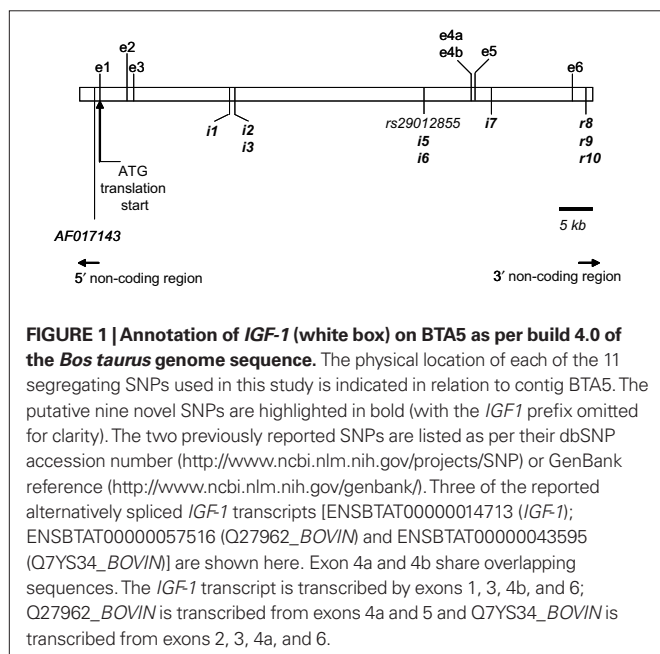 e4a
e2
e4b e5
e1 e3 e6
i1 i2 rs29012855 i7 r8
i3 i5 r9
i6 r10
ATG
translation
start
5 kb
AF017143
5′ non-coding region 3′ non-coding region
FIGURE 1 | Annotation of IGF-1 (white box) on BTA5 as per build 4.0 of
the Bos taurus genome sequence. The physical location of each of the 11
segregating SNPs used in this study is indicated in relation to contig BTA5. The
putative nine novel SNPs are highlighted in bold (with the IGF1 prefix omitted
for clarity). The two previously reported SNPs are listed as per their dbSNP
accession number (http://www.ncbi.nlm.nih.gov/projects/SNP) or GenBank
reference (http://www.ncbi.nlm.nih.gov/genbank/). Three of the reported
alternatively spliced IGF-1 transcripts [ENSBTAT00000014713 (IGF-1);
ENSBTAT00000057516 (Q27962_BOVIN) and ENSBTAT00000043595
(Q7YS34_BOVIN)] are shown here. Exon 4a and 4b share overlapping
sequences. The IGF-1 transcript is transcribed by exons 1, 3, 4b, and 6;
Q27962_BOVIN is transcribed from exons 4a and 5 and Q7YS34_BOVIN is
transcribed from exons 2, 3, 4a, and 6.